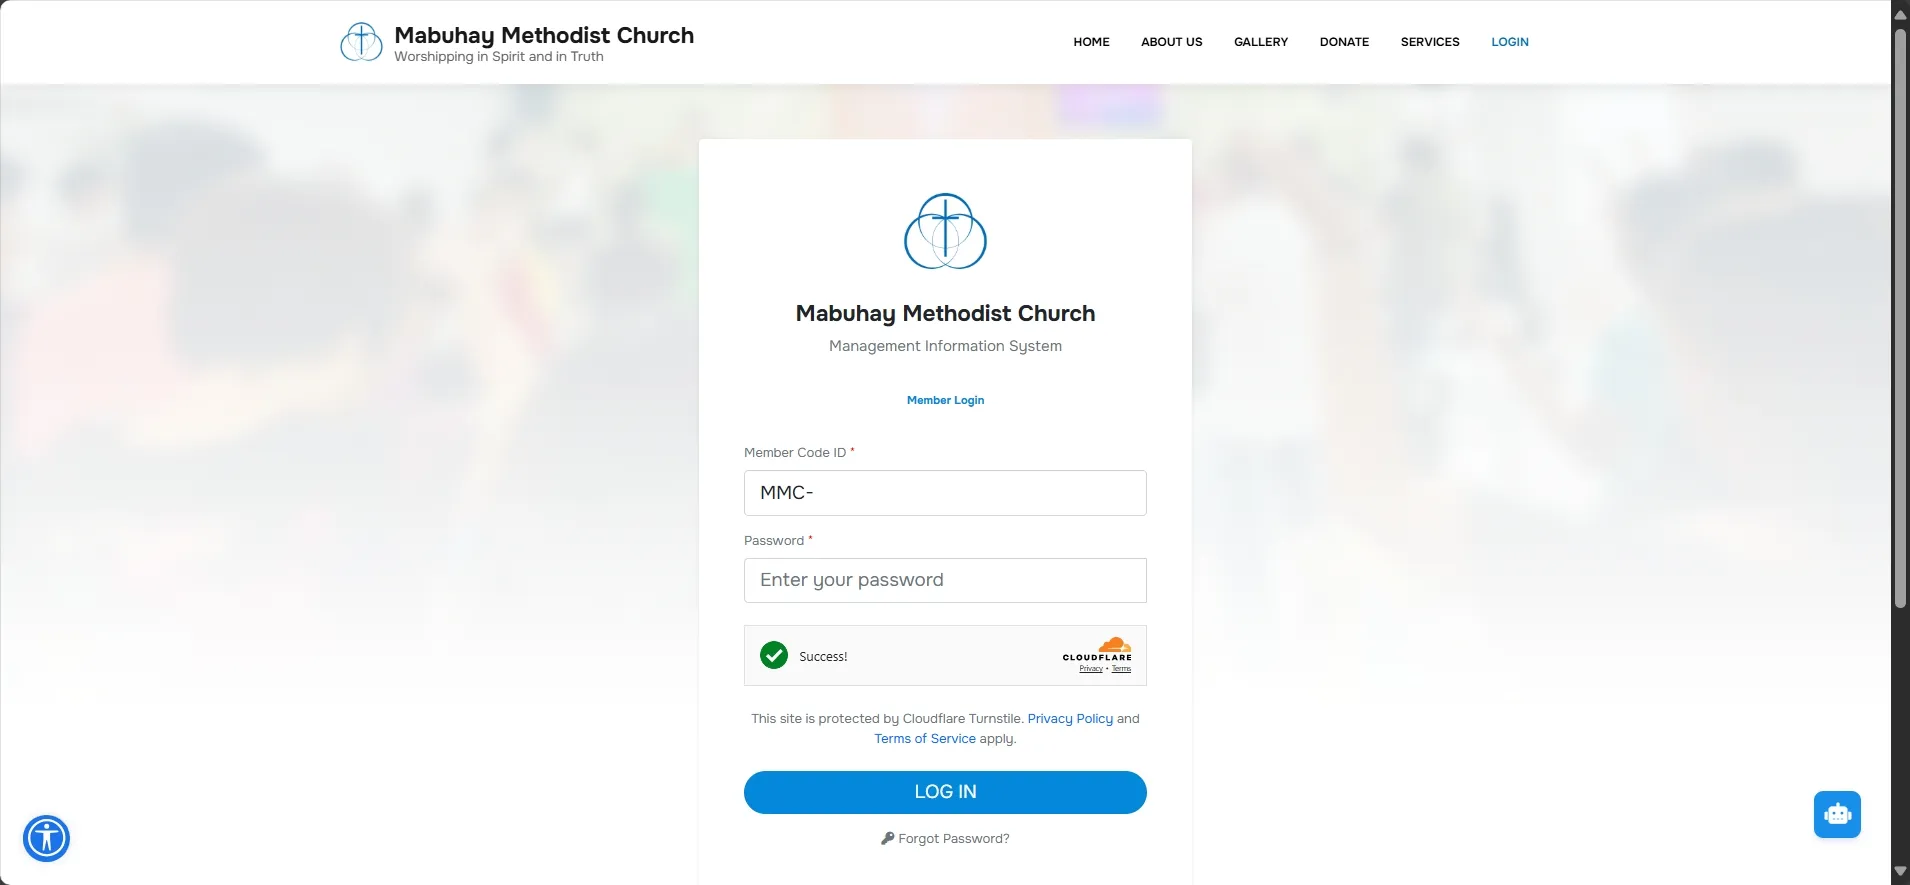 Mabuhay Methodist Church
Worshipping in Spirit and in Truth
HOME ABOUT US GALLERY DONATE SERVICES LOGIN
Mabuhay Methodist Church
Management Information System
Member Login
Member Code ID *
MMC-
Password *
Enter your password
Success!
CLOUDFLARE
Privacy • Terms
This site is protected by Cloudflare Turnstile. Privacy Policy and
Terms of Service apply.
LOG IN
Forgot Password?